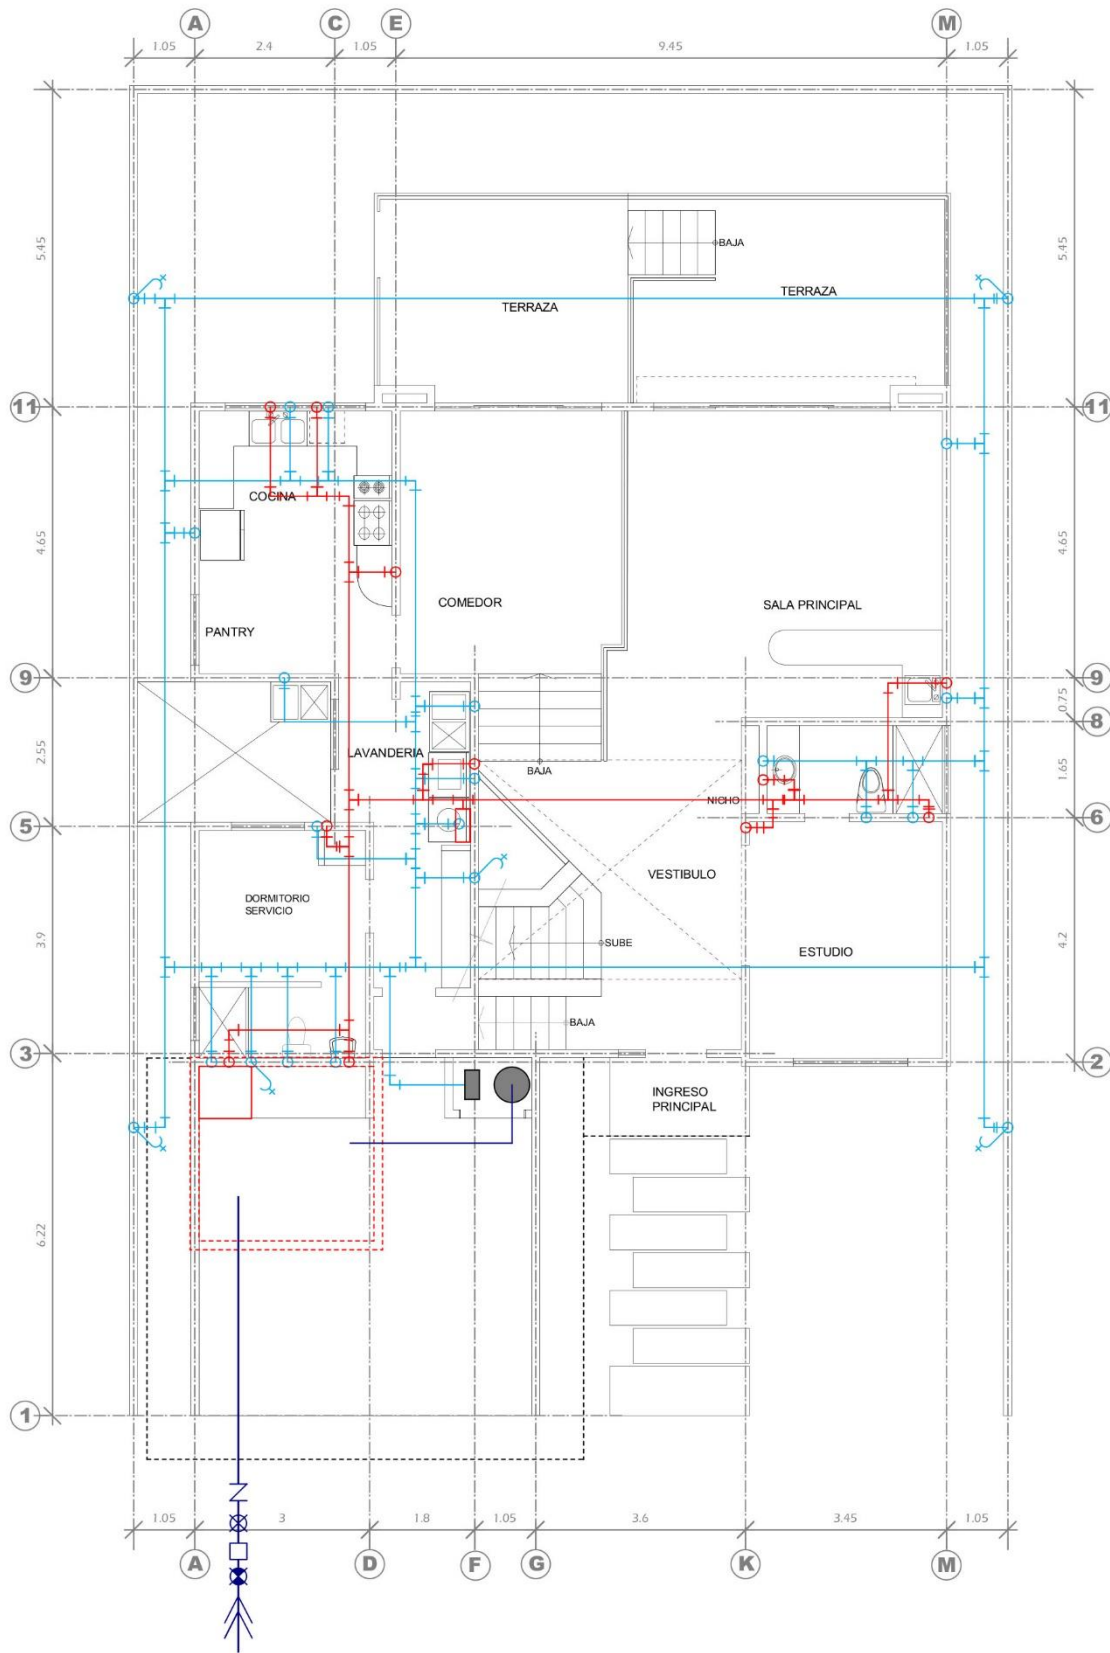 A
C
E
M
1.05
2.4
1.05
9.45
1.05
5.45
5.45
BAJA
TERRAZA
TERRAZA
11
11
COCINA
4.65
4.65
COMEDOR
SALA PRINCIPAL
PANTRY
9
9
0.75
8
LAVANDERIA
2.55
1.65
BAJA
NICHO
5
6
VESTIBULO
DORMITORIO
SERVICIO
3.9
4.2
SUBE
ESTUDIO
BAJA
3
2
INGRESO
PRINCIPAL
6.22
1
1.05
3
1.8
1.05
3.6
3.45
1.05
A
D
F
G
K
M